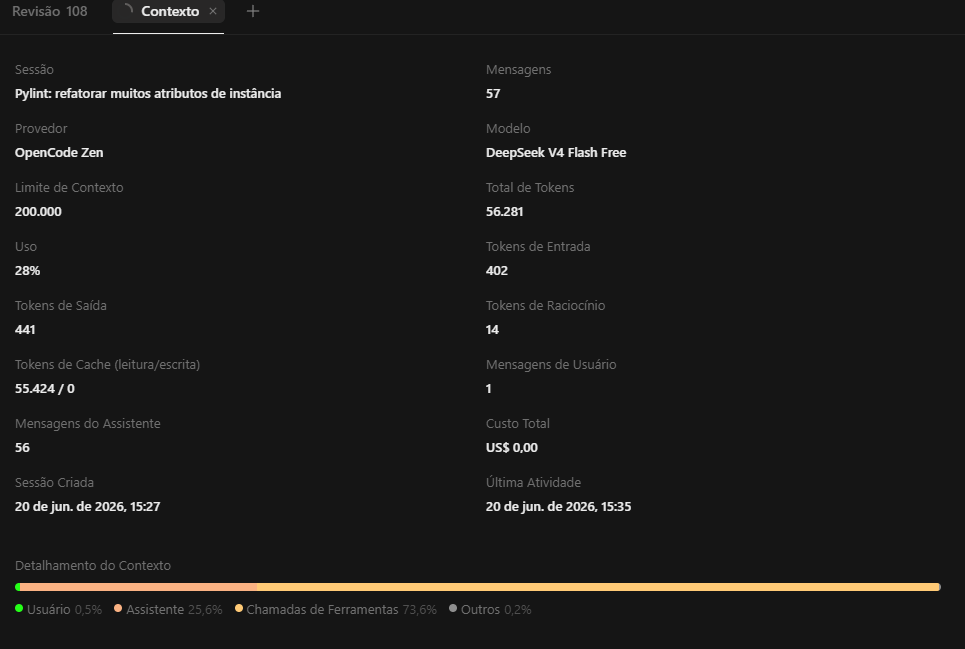 Revisão 108 Contexto × +
Sessão Mensagens
Pylint: refatorar muitos atributos de instância 57
Provedor Modelo
OpenCode Zen DeepSeek V4 Flash Free
Limite de Contexto Total de Tokens
200.000 56.281
Uso Tokens de Entrada
28% 402
Tokens de Saída Tokens de Raciocínio
441 14
Tokens de Cache (leitura/escrita) Mensagens de Usuário
55.424 / 0 1
Mensagens do Assistente Custo Total
56 US$ 0,00
Sessão Criada Última Atividade
20 de jun. de 2026, 15:27 20 de jun. de 2026, 15:35
Detalhamento do Contexto
Usuário 0,5% Assistente 25,6% Chamadas de Ferramentas 73,6% Outros 0,2%